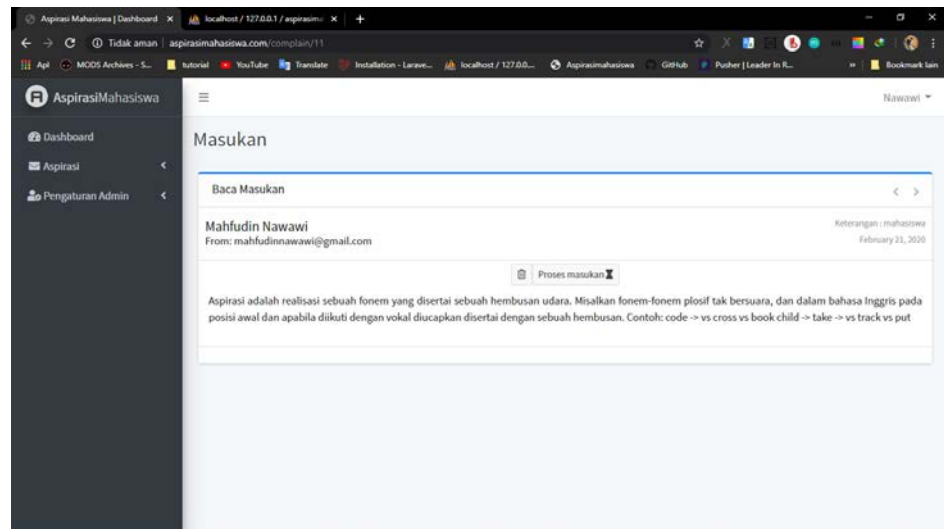 Aspirasi Mahasiswa | Dashboard
localhost / 127.0.0.1 / aspirasim
Tidak aman
aspirasimahasiswa.com/complain/11
Apl
MODS Archives - S...
tutorial
YouTube
Translate
Installation - Larave...
localhost / 127.0.0...
Aspirasimahasiswa
GitHub
Pusher | Leader In R...
Bookmark lain
AspirasiMahasiswa
Nawawi
Dashboard
Aspirasi
Pengaturan Admin
Masukan
Baca Masukan
Mahfudin Nawawi
Keterangan : mahasiswa
From: mahfudinnawawi@gmail.com
February 21, 2020
Proses masukan
Aspirasi adalah realisasi sebuah fonem yang disertai sebuah hembusan udara. Misalkan fonem-fonem plosif tak bersuara, dan dalam bahasa Inggris pada
posisi awal dan apabila diikuti dengan vokal diucapkan disertai dengan sebuah hembusan. Contoh: code -> vs cross vs book child -> take -> vs track vs put